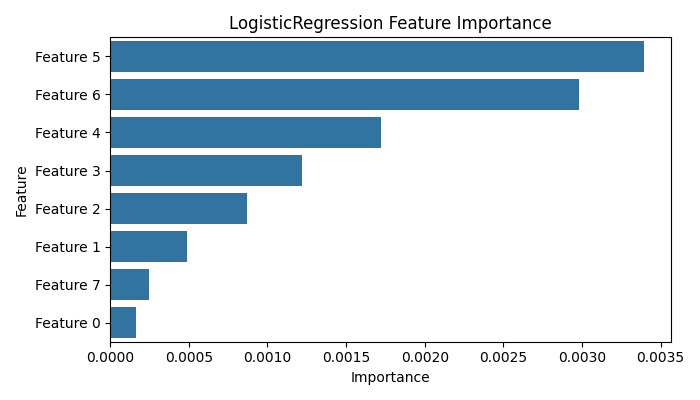 LogisticRegression Feature Importance
Feature 5
Feature 6
Feature 4
Feature 3
Feature 2
Feature 1
Feature 7
Feature 0
Feature
0.0000 0.0005 0.0010 0.0015 0.0020 0.0025 0.0030 0.0035
Importance